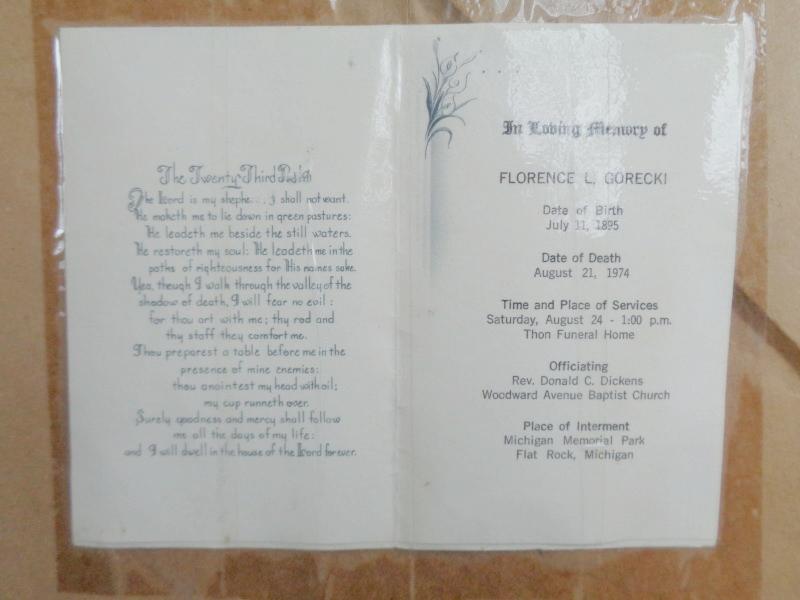 The Twenty Third
The Lord is my I shall not want.
He maketh me to lie down in green pastures:
He leadeth me beside the still waters.
He restoreth my soul: He leadeth me in the
paths of righteousness for His names sake.
Yea, though I walk through the valley of the
shadow of death, I will fear no evil:
for thou art with me; thy rod and
thy staff they comfort me.
Thou preparest a table before me in the
presence of mine enemies:
thou anointest my head with oil;
my cup runneth over.
Surely goodness and mercy shall follow
me all the days of my life:
and I will dwell in the house of the Lord forever.
In Loving Memory of
FLORENCE L. GORECKI
Date of Birth
July 11, 1895
Date of Death
August 21, 1974
Time and Place of Services
Saturday, August 24 - 1:00 p.m.
Thon Funeral Home
Officiating
Rev. Donald C. Dickens
Woodward Avenue Baptist Church
Place of Interment
Michigan Memorial Park
Flat Rock, Michigan